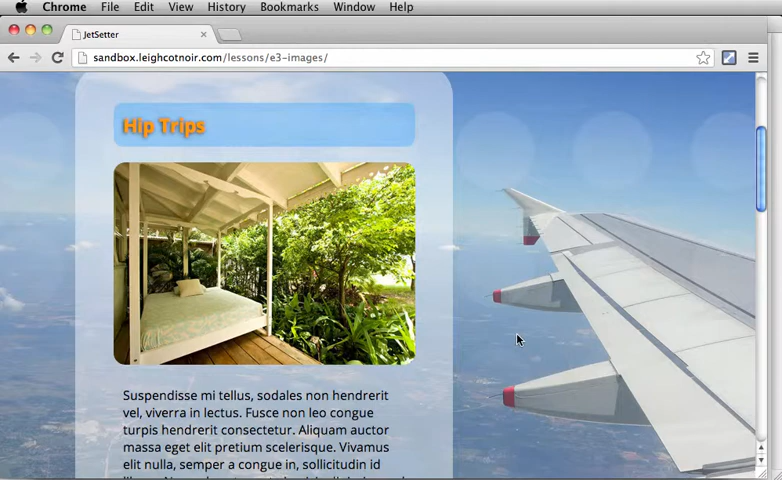 Chrome File Edit View History Bookmarks Window Help
JetSetter
sandbox.leighcotnoir.com/lessons/e3-images/
Hip Trips
Suspendisse mi tellus, sodales non hendrerit
vel, viverra in lectus. Fusce non leo congue
turpis hendrerit consectetur. Aliquam auctor
massa eget elit pretium scelerisque. Vivamus
elit nulla, semper a congue in, sollicitudin id